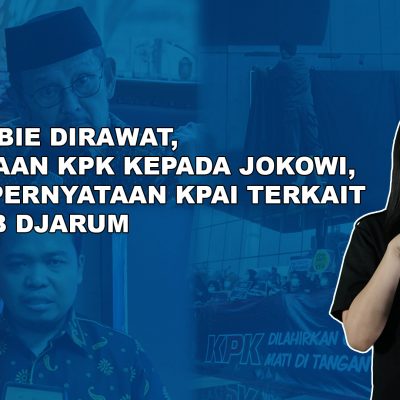 BIE DIRAWAT,
AAN KPK KEPADA JOKOWI,
PERNYATAAN KPAI TERKAIT
B DJARUM
KPK DILAHIRKAN
MATI DI TANGAN